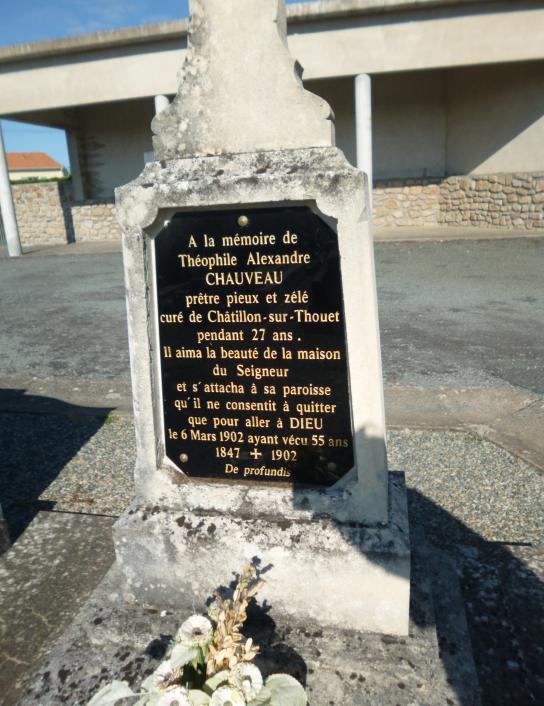 A la mémoire de
Théophile Alexandre
CHAUVEAU
prêtre pieux et zélé
curé de Châtillon-sur-Thouet
pendant 27 ans.
Il aima la beauté de la maison
du Seigneur
et s'attacha à sa paroisse
qu'il ne consentit à quitter
que pour aller à DIEU
le 6 Mars 1902 ayant vécu 55 ans
1847 + 1902
De profundis